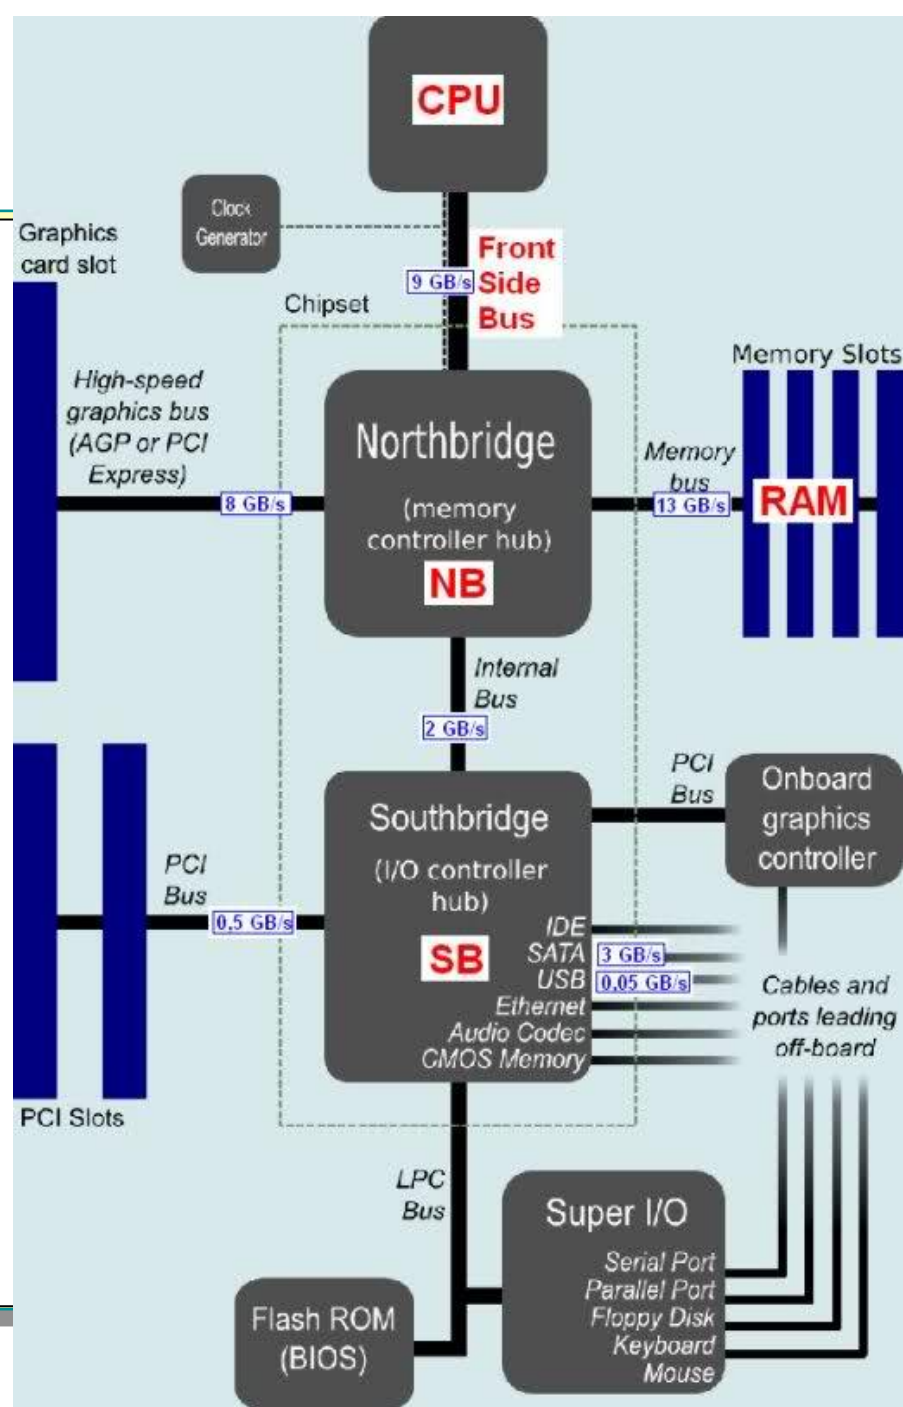 CPU
Clock
Generator
Graphics
card slot
Front
9 GB/s Side
Bus
Chipset
High-speed
graphics bus
(AGP or PCI
Express)
8 GB/s
Northbridge
(memory
controller hub)
NB
Memory
bus
13 GB/s
Memory Slots
RAM
Internal
Bus
2 GB/s
PCI
Bus
Onboard
graphics
controller
Southbridge
(I/O controller
hub)
SB
PCI
Bus
0,5 GB/s
IDE
SATA 3 GB/s
USB 0,05 GB/s
Ethernet
Audio Codec
CMOS Memory
Cables and
ports leading
off-board
PCI Slots
LPC
Bus
Super I/O
Serial Port
Parallel Port
Floppy Disk
Keyboard
Mouse
Flash ROM
(BIOS)